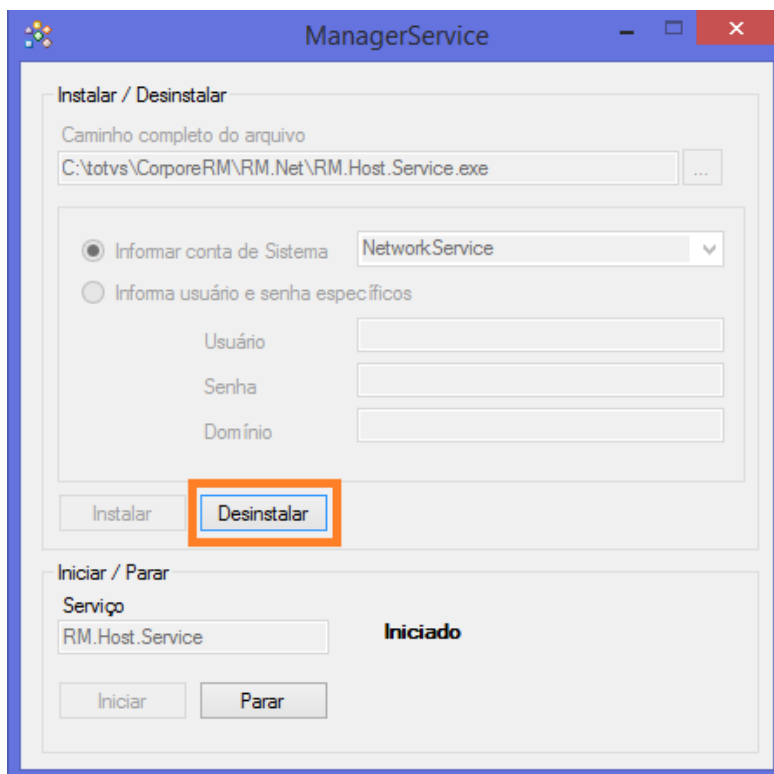 ManagerService
Instalar / Desinstalar
Caminho completo do arquivo
C:\totvs\CorporeRM\RM.Net\RM.Host.Service.exe
...
Informar conta de Sistema
NetworkService
Informa usuário e senha específicos
Usuário
Senha
Domínio
Instalar
Desinstalar
Iniciar / Parar
Serviço
RM.Host.Service
Iniciado
Iniciar
Parar